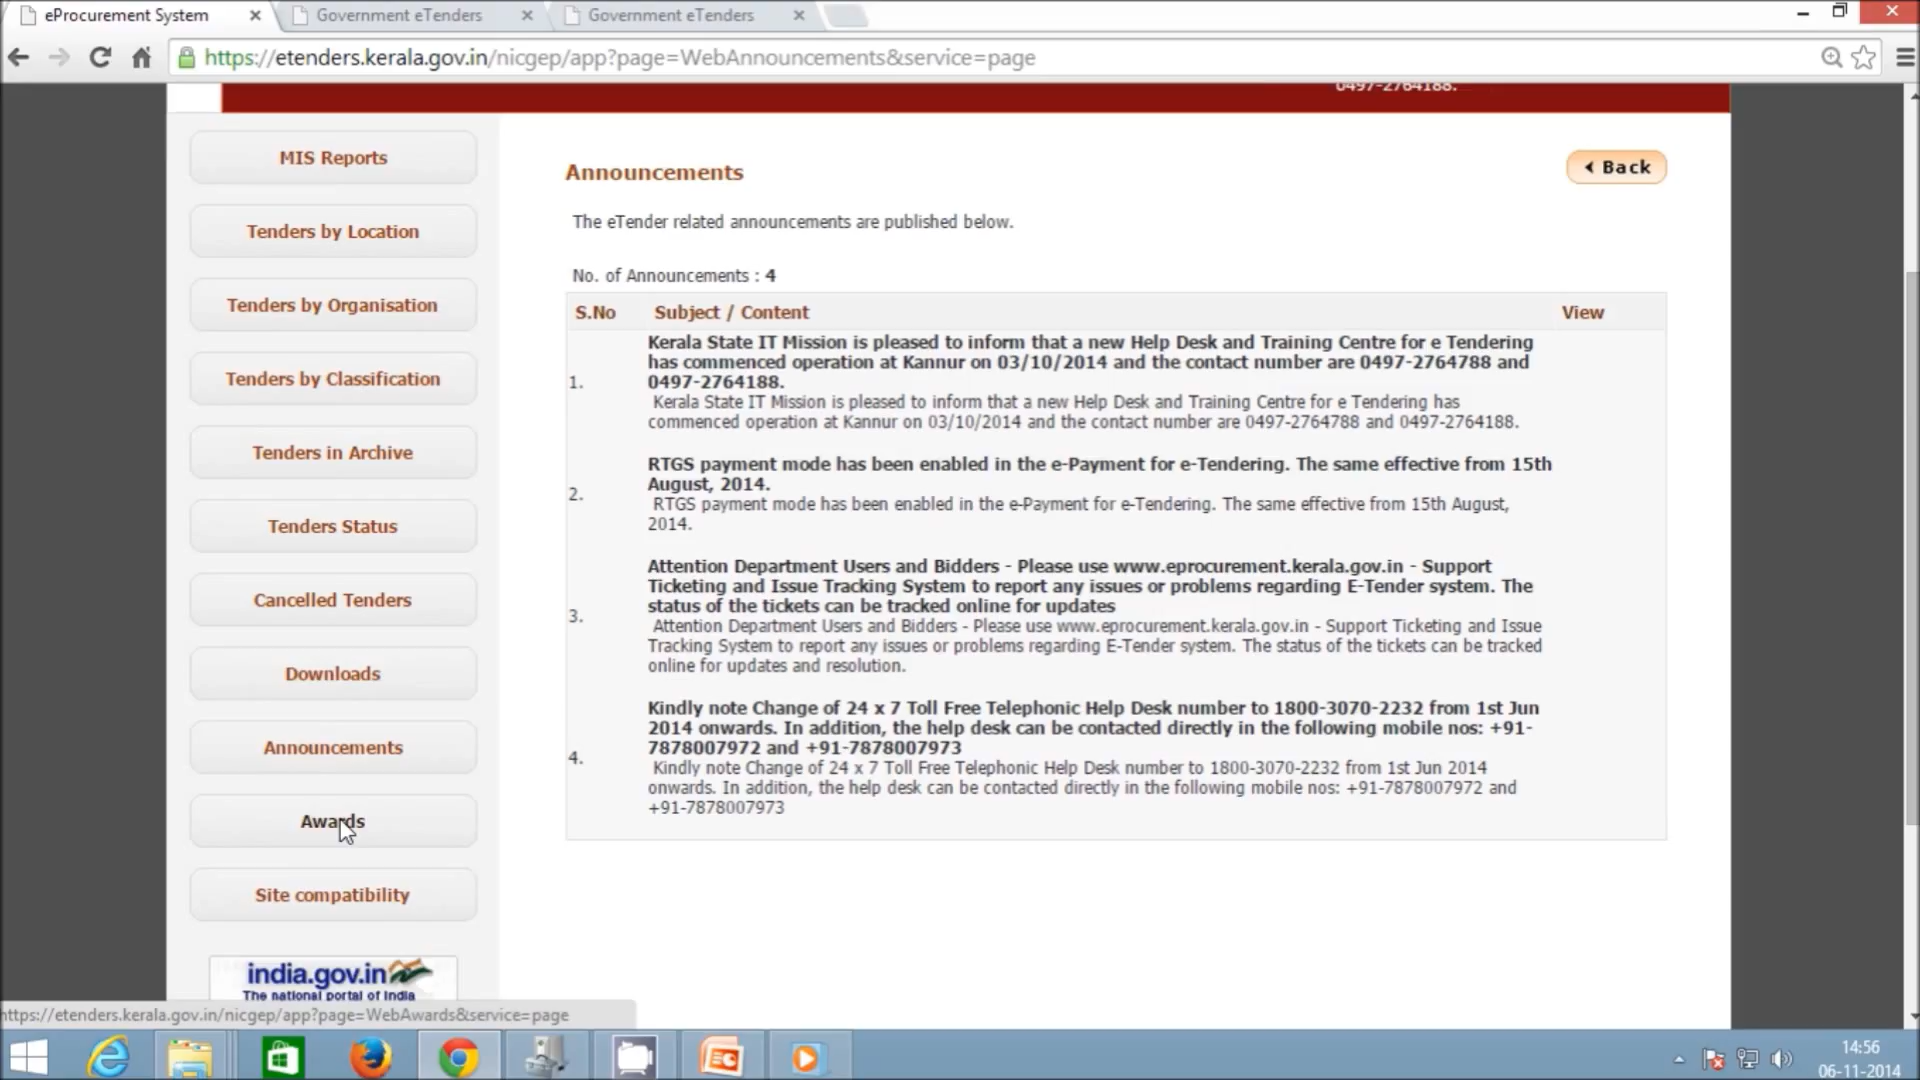 eProcurement System
Government eTenders
Government eTenders
https://etenders.kerala.gov.in/nicgep/app?page=WebAnnouncements&service=page
0497-2764188.
MIS Reports
Tenders by Location
Tenders by Organisation
Tenders by Classification
Tenders in Archive
Tenders Status
Cancelled Tenders
Downloads
Announcements
Awards
Site compatibility
india.gov.in
The national portal of India
Announcements
Back
The eTender related announcements are published below.
No. of Announcements : 4
S.No Subject / Content View
1.
Kerala State IT Mission is pleased to inform that a new Help Desk and Training Centre for e Tendering
has commenced operation at Kannur on 03/10/2014 and the contact number are 0497-2764788 and
0497-2764188.
Kerala State IT Mission is pleased to inform that a new Help Desk and Training Centre for e Tendering has
commenced operation at Kannur on 03/10/2014 and the contact number are 0497-2764788 and 0497-2764188.
2.
RTGS payment mode has been enabled in the e-Payment for e-Tendering. The same effective from 15th
August, 2014.
RTGS payment mode has been enabled in the e-Payment for e-Tendering. The same effective from 15th August,
2014.
3.
Attention Department Users and Bidders - Please use www.eprocurement.kerala.gov.in - Support
Ticketing and Issue Tracking System to report any issues or problems regarding E-Tender system. The
status of the tickets can be tracked online for updates
Attention Department Users and Bidders - Please use www.eprocurement.kerala.gov.in - Support Ticketing and Issue
Tracking System to report any issues or problems regarding E-Tender system. The status of the tickets can be tracked
online for updates and resolution.
4.
Kindly note Change of 24 x 7 Toll Free Telephonic Help Desk number to 1800-3070-2232 from 1st Jun
2014 onwards. In addition, the help desk can be contacted directly in the following mobile nos: +91-
7878007972 and +91-7878007973
Kindly note Change of 24 x 7 Toll Free Telephonic Help Desk number to 1800-3070-2232 from 1st Jun 2014
onwards. In addition, the help desk can be contacted directly in the following mobile nos: +91-7878007972 and
+91-7878007973
https://etenders.kerala.gov.in/nicgep/app?page=WebAwards&service=page
14:56
06-11-2014